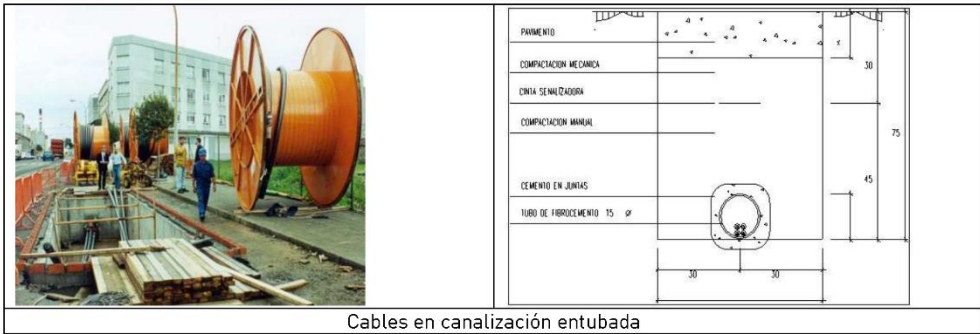 PAVIMENTO
COMPACTACION MECANICA
CINTA SENALIZADORA
COMPACTACION MANUAL
CEMENTO EN JUNTAS
TUBO DE FIBROCEMENTO 15 Ø
30
75
45
30 30
Cables en canalización entubada